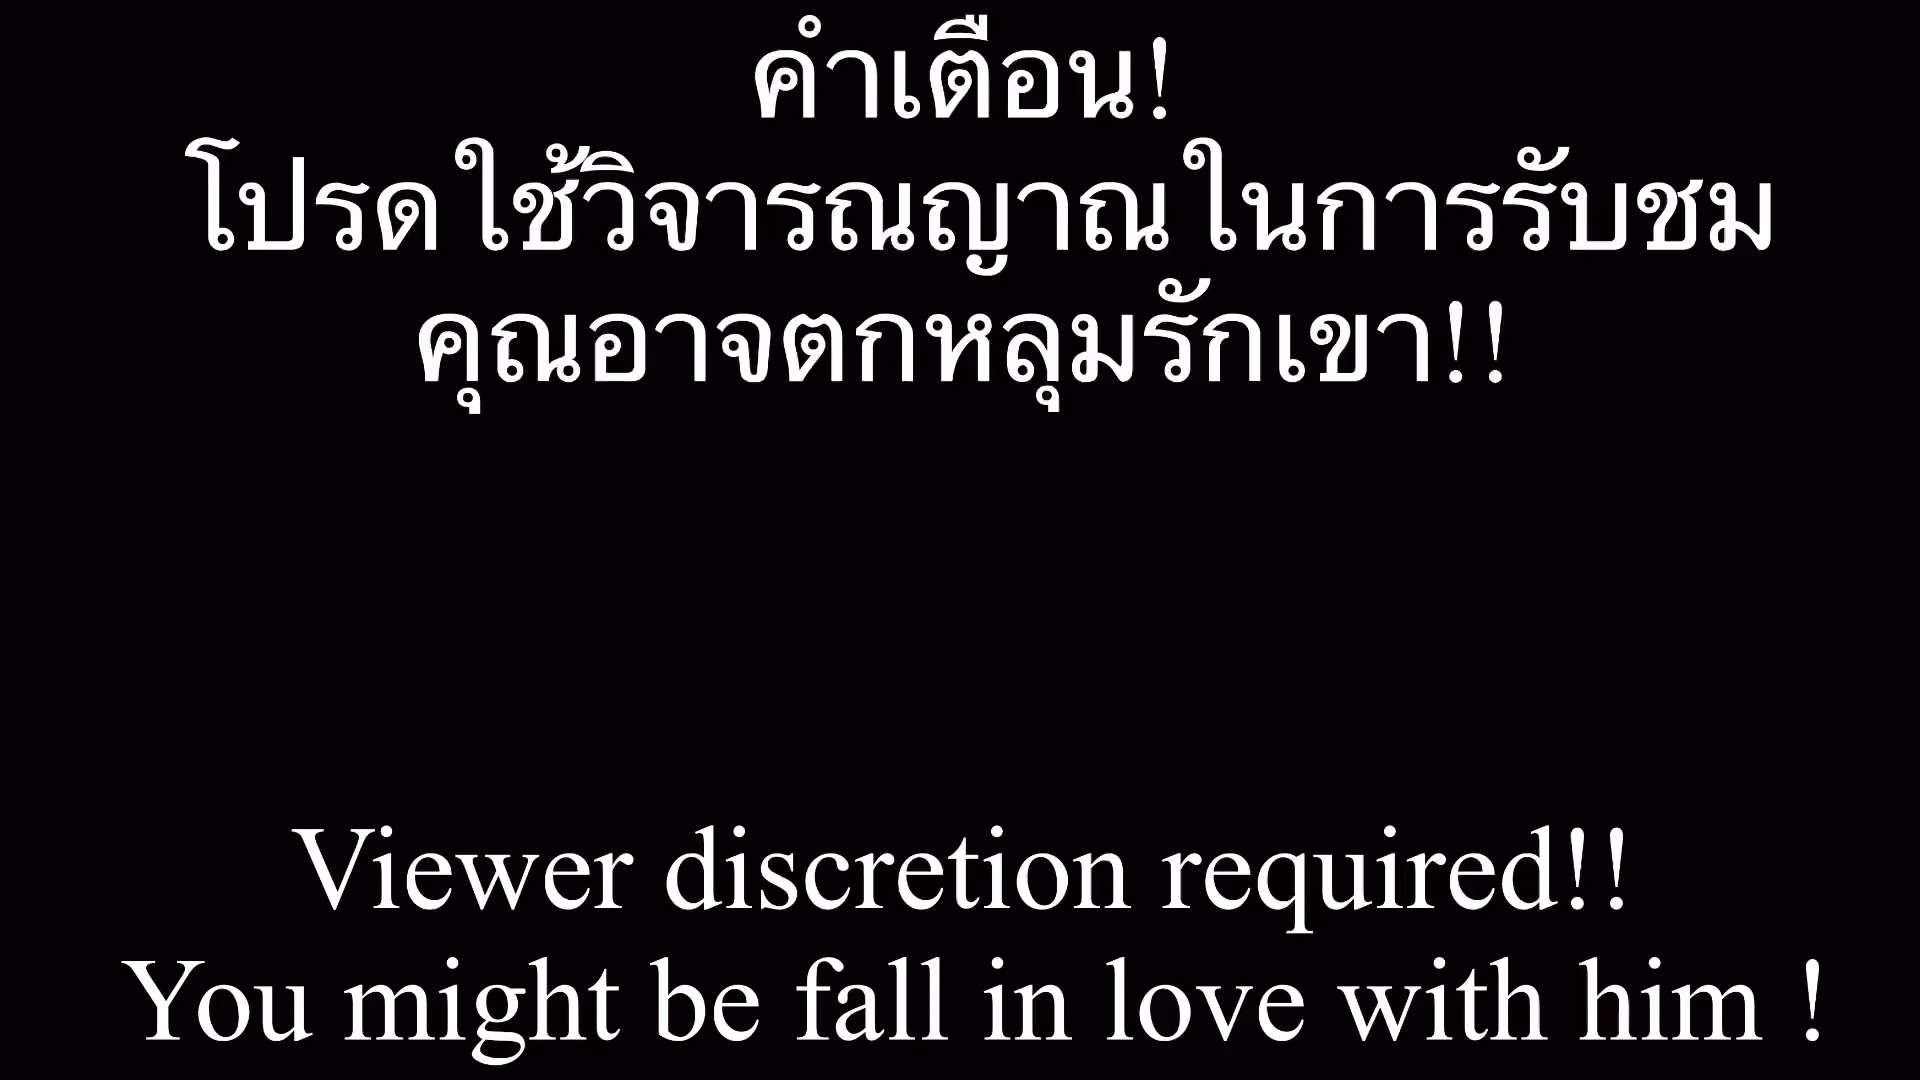 คำเตือน!
โปรดใช้วิจารณญาณในการรับชม
คุณอาจตกหลุมรักเขา!!
Viewer discretion required!!
You might be fall in love with him !